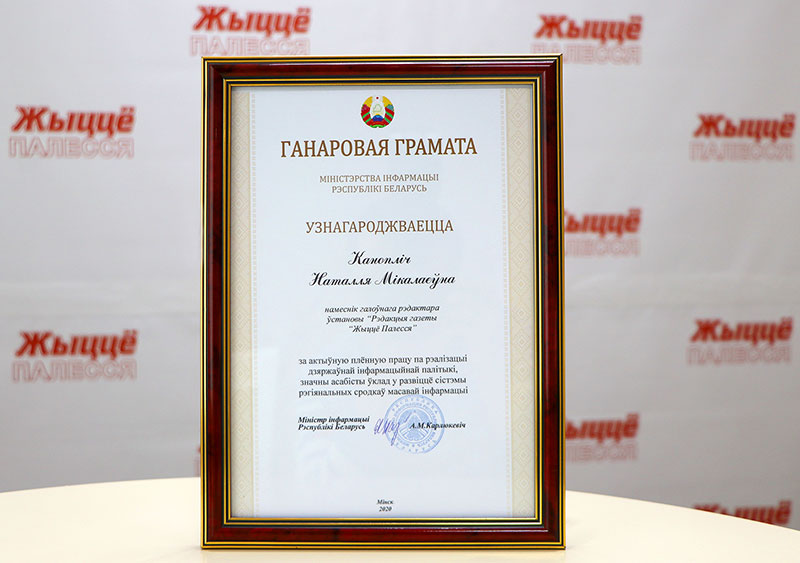 Жыццё
ПАЛЕССЯ
Жыццё
ПАЛЕССЯ
Жыццё
ПАЛЕССЯ
Жыццё
ПАЛЕССЯ
ГАНАРОВАЯ ГРАМАТА
МІНІСТЭРСТВА ІНФАРМАЦЫІ
РЭСПУБЛІКІ БЕЛАРУСЬ
УЗНАГАРОДЖВАЕЦЦА
Канопліч
Наталля Мікалаеўна
намеснік галоўнага рэдактара
ўстановы "Рэдакцыя газеты
"Жыццё Палесся"
за актыўную плённую працу па рэалізацыі
дзяржаўнай інфармацыйнай палітыкі,
значны асабісты ўклад у развіццё сістэмы
рэгіянальных сродкаў масавай інфармацыі
Міністр інфармацыі
Рэспублікі Беларусь
А.М.Карлюкевіч
Мінск
2020
Жыццё
ПАЛЕССЯ
Жыццё
ПАЛЕССЯ